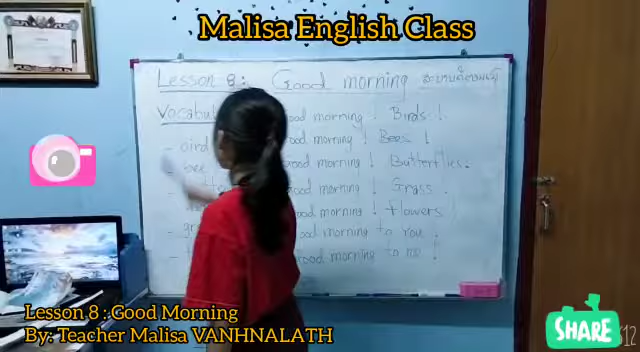 Malisa English Class
Lesson 8: Good morning
Vocabul Good morning ! Birds !
- bird Good morning ! Bees !
- bee Good morning ! Butterflies !
Good morning ! Grass
Good morning ! flowers !
- Good morning to you
- Good morning to me !
Lesson 8 : Good Morning
By: Teacher Malisa VANHNALATH
SHARE